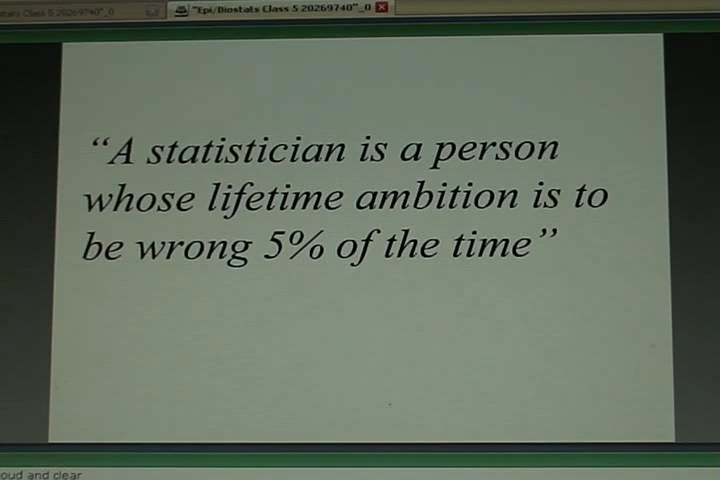 "Epi/Biostats Class 5 20269740"_0
"A statistician is a person
whose lifetime ambition is to
be wrong 5% of the time"
oud and clear